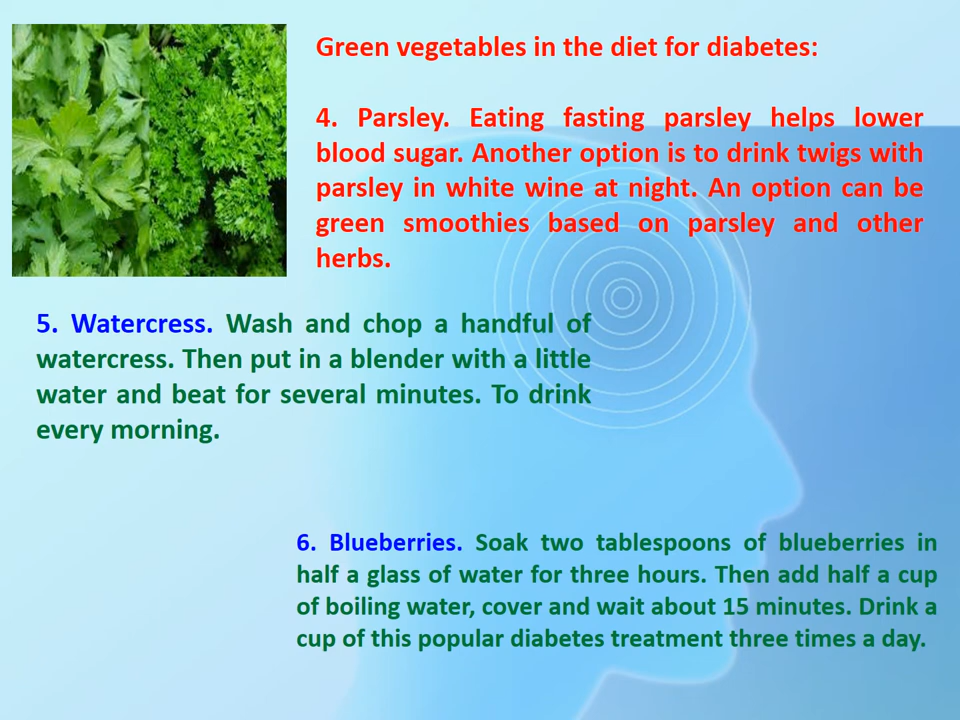 Green vegetables in the diet for diabetes:
4. Parsley. Eating fasting parsley helps lower
blood sugar. Another option is to drink twigs with
parsley in white wine at night. An option can be
green smoothies based on parsley and other
herbs.
5. Watercress. Wash and chop a handful of
watercress. Then put in a blender with a little
water and beat for several minutes. To drink
every morning.
6. Blueberries. Soak two tablespoons of blueberries in
half a glass of water for three hours. Then add half a cup
of boiling water, cover and wait about 15 minutes. Drink a
cup of this popular diabetes treatment three times a day.